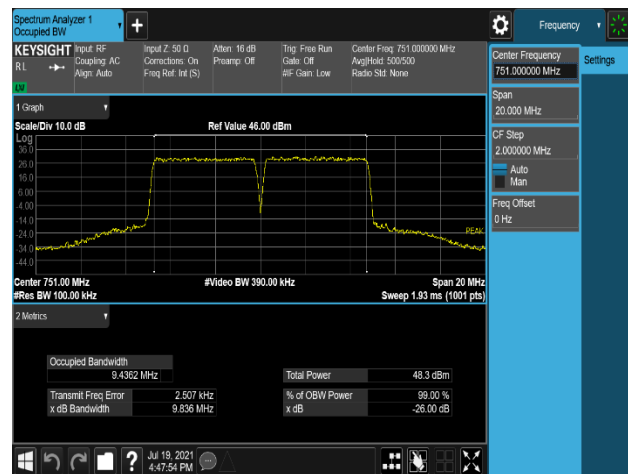 Spectrum Analyzer 1
Occupied BW
Frequency
KEYSIGHT
Input: RF
Input Z: 50 Ω
Atten: 16 dB
Trig: Free Run
Center Freq: 751.000000 MHz
R L
Coupling: AC
Corrections: On
Preamp: Off
Gate: Off
Avg|Hold: 500/500
Align: Auto
Freq Ref: Int (S)
#IF Gain: Low
Radio Std: None
Center Frequency
751.000000 MHz
Settings
Span
20.000 MHz
CF Step
2.000000 MHz
Auto
Man
Freq Offset
0 Hz
1 Graph
Scale/Div 10.0 dB
Ref Value 46.00 dBm
Log
36.0
26.0
16.0
6.00
-4.00
-14.0
-24.0
PEAK
-34.0
-44.0
Center 751.00 MHz
#Video BW 390.00 kHz
Span 20 MHz
#Res BW 100.00 kHz
Sweep 1.93 ms (1001 pts)
2 Metrics
Occupied Bandwidth
9.4362 MHz
Total Power
48.3 dBm
Transmit Freq Error
2.507 kHz
% of OBW Power
99.00 %
x dB Bandwidth
9.836 MHz
x dB
-26.00 dB
?
Jul 19, 2021
4:47:54 PM